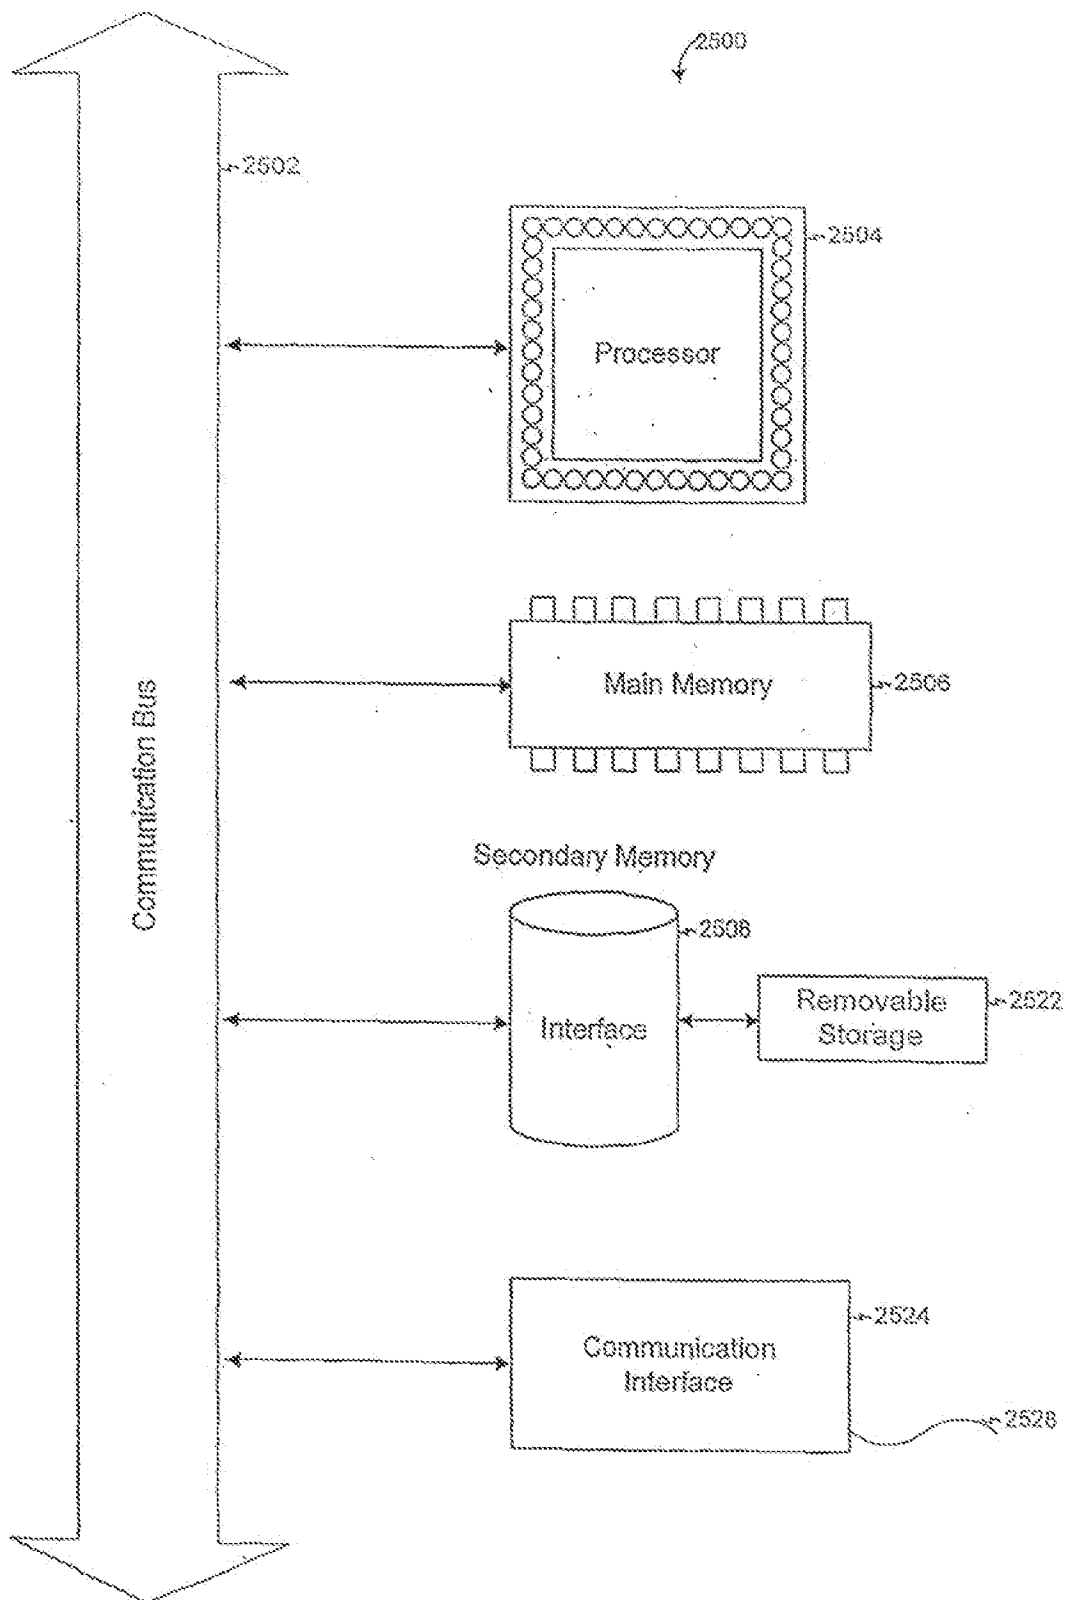 2500
2502
2504
Processor
Main Memory
2506
Communication Bus
Secondary Memory
2508
Interface
Removable
Storage
2522
2524
Communication
Interface
2528